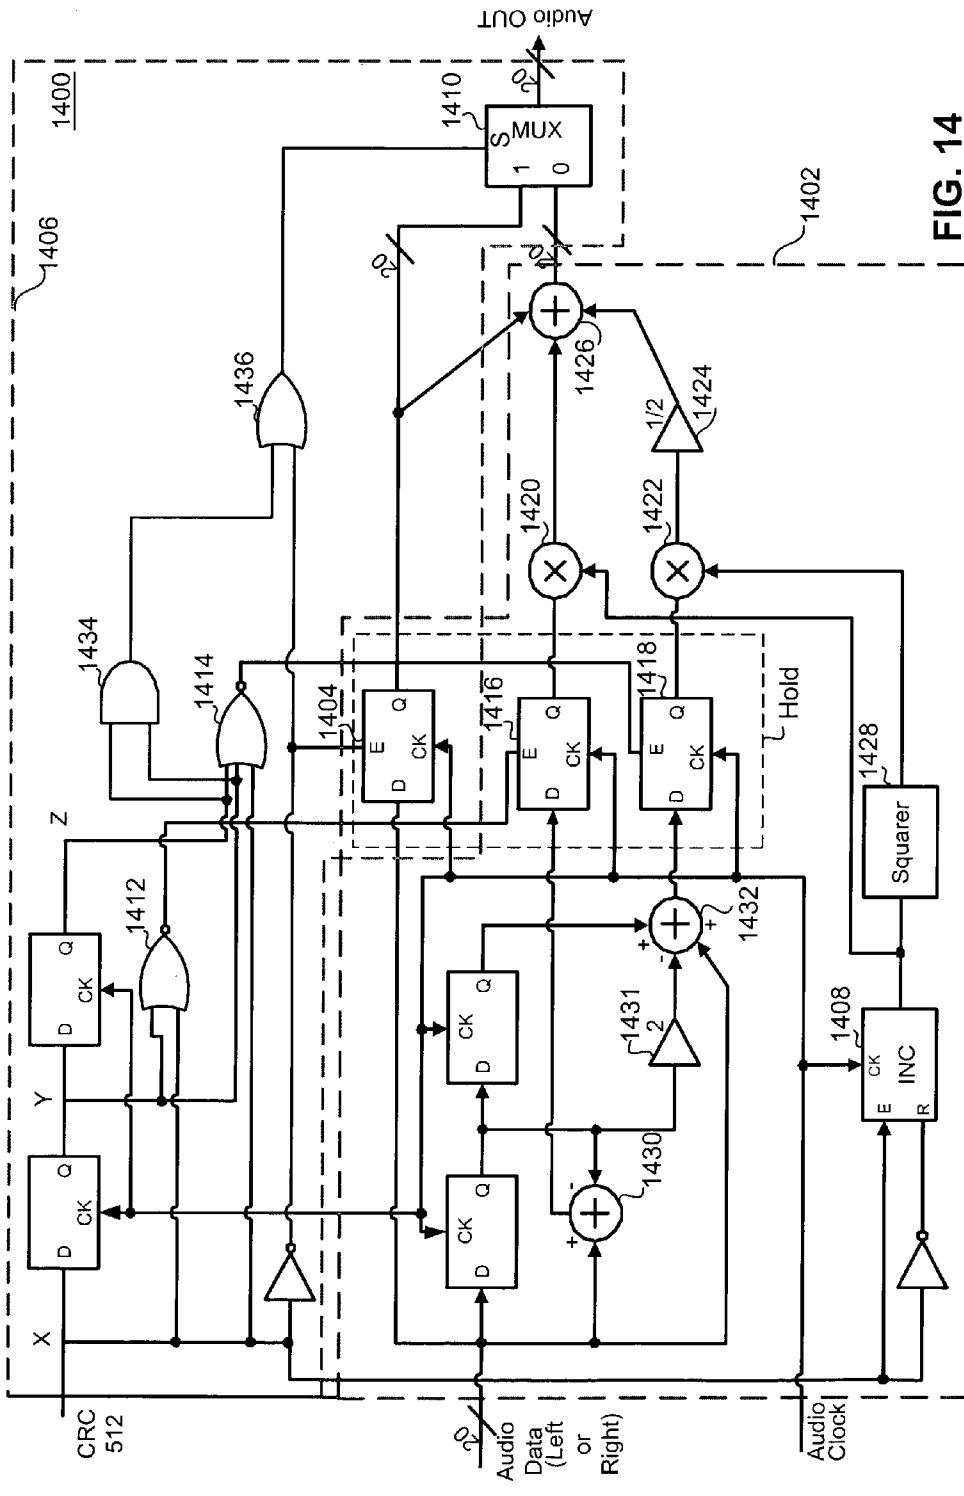 1400
1406
CRC
512
X
Y
Z
D
Q
CK
D
Q
CK
1412
1414
1434
1436
1410
S
MUX
1
0
20
Audio OUT
20
20
1404
D
E
Q
CK
1416
D
E
Q
CK
1418
D
E
Q
CK
Hold
1420
×
1422
×
1/2
1424
+
1426
1402
20
Audio
Data
(Left
or
Right)
D
Q
CK
D
Q
CK
+
-
+
1430
2
1431
+
-
+
+
1432
Audio
Clock
1408
E
CK
INC
R
1428
Squarer
FIG. 14